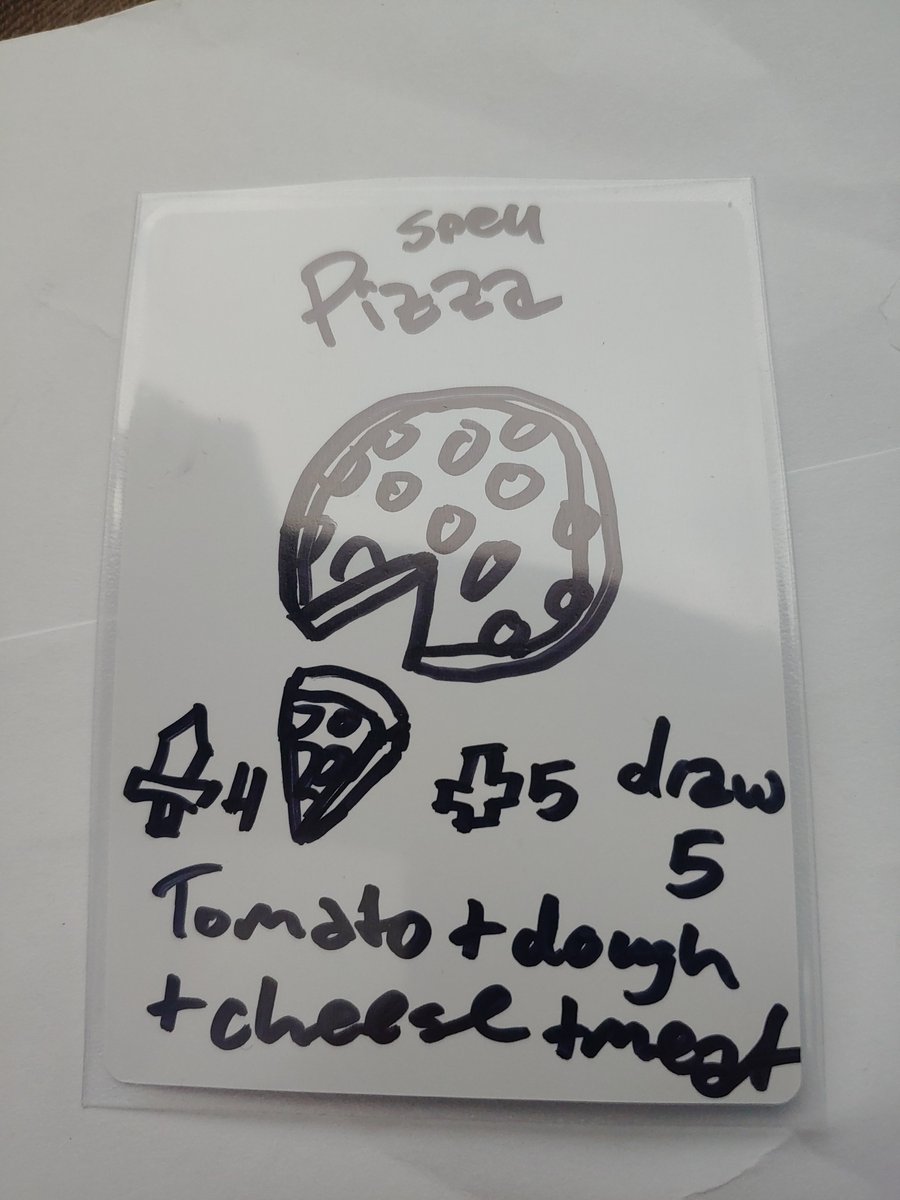 spell
Pizza
4 5 draw
5
Tomato + dough
+ cheese + meat